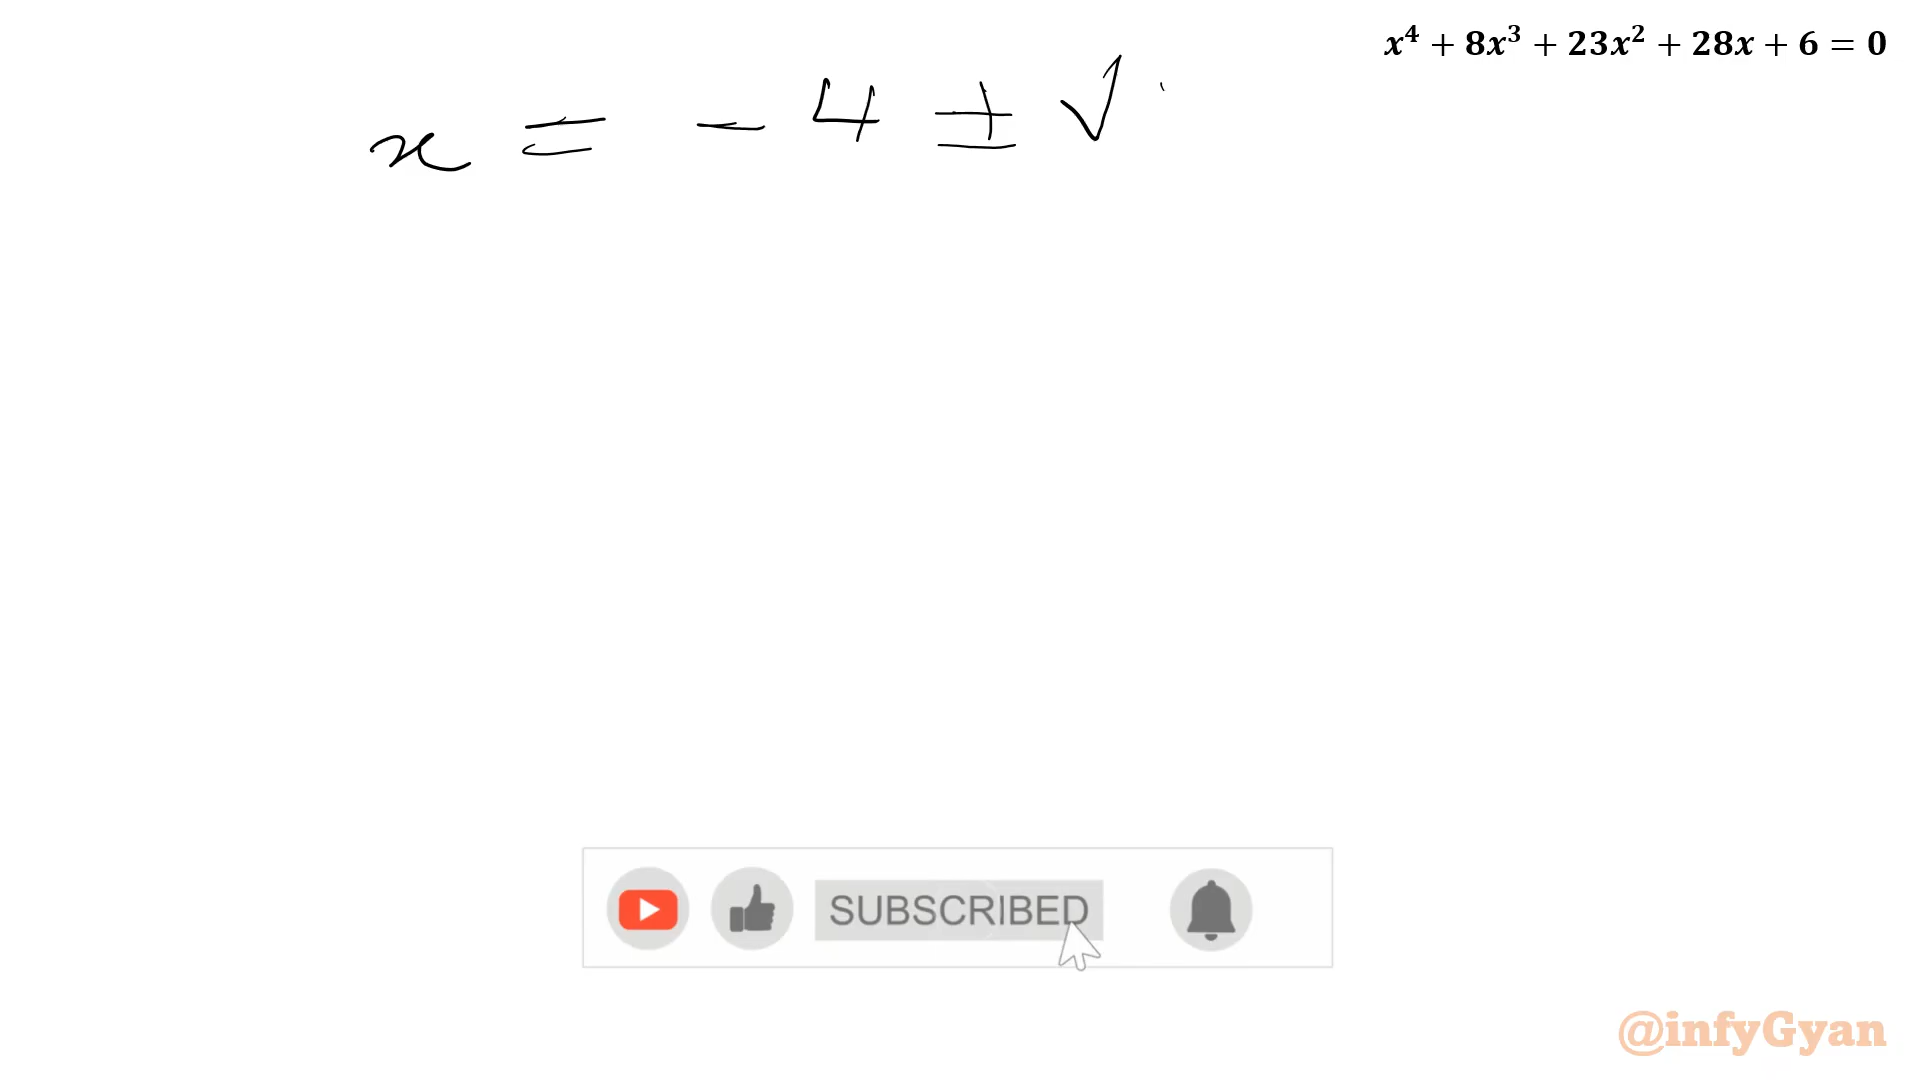 x⁴ + 8x³ + 23x² + 28x + 6 = 0
x = - 4 ± √
SUBSCRIBED
@infyGyan